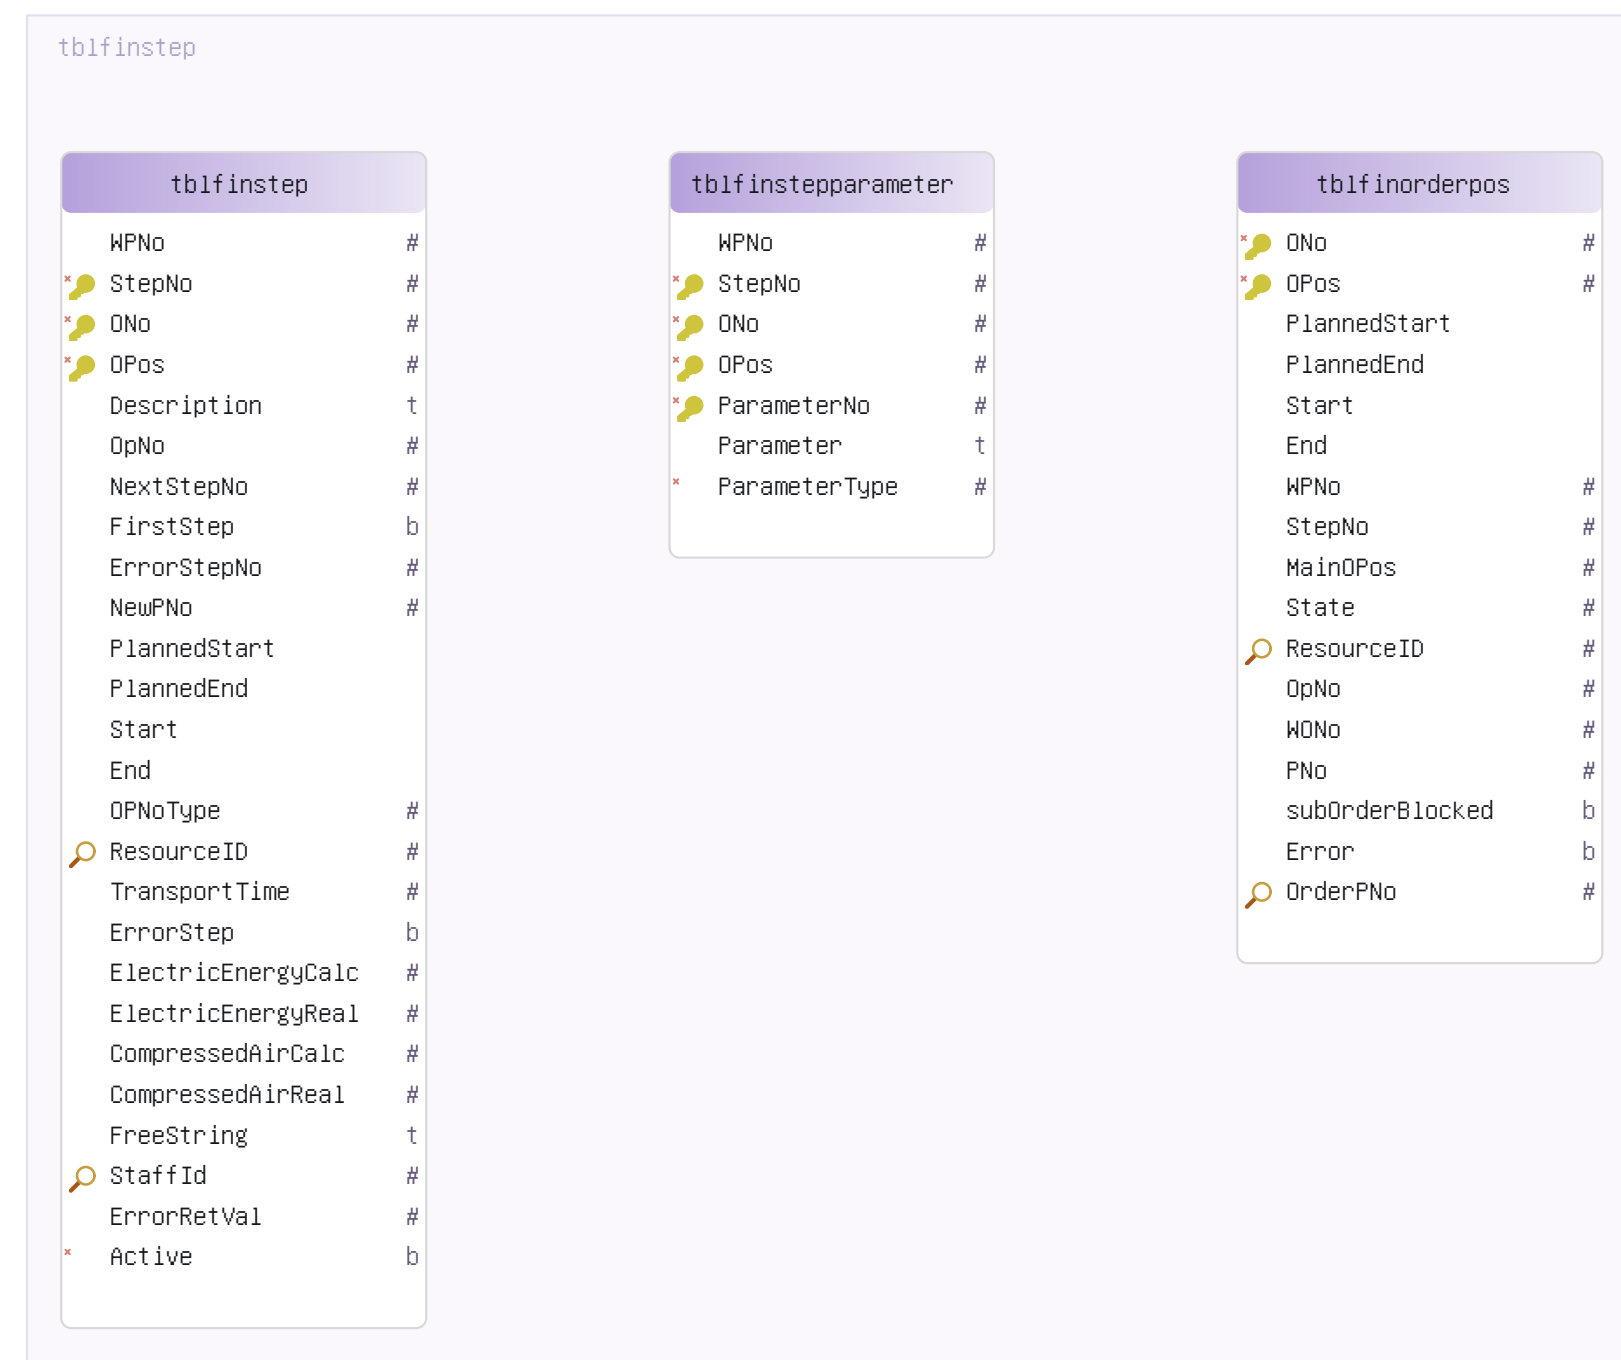 tblfinstep
tblfinstep
WPNo #
StepNo #
ONo #
OPos #
Description t
OpNo #
NextStepNo #
FirstStep b
ErrorStepNo #
NewPNo #
PlannedStart
PlannedEnd
Start
End
OPNoType #
ResourceID #
TransportTime #
ErrorStep b
ElectricEnergyCalc #
ElectricEnergyReal #
CompressedAirCalc #
CompressedAirReal #
FreeString t
StaffId #
ErrorRetVal #
Active b
tblfinstepparameter
WPNo #
StepNo #
ONo #
OPos #
ParameterNo #
Parameter t
ParameterType #
tblfinorderpos
ONo #
OPos #
PlannedStart
PlannedEnd
Start
End
WPNo #
StepNo #
MainOPos #
State #
ResourceID #
OpNo #
WONo #
PNo #
subOrderBlocked b
Error b
OrderPNo #